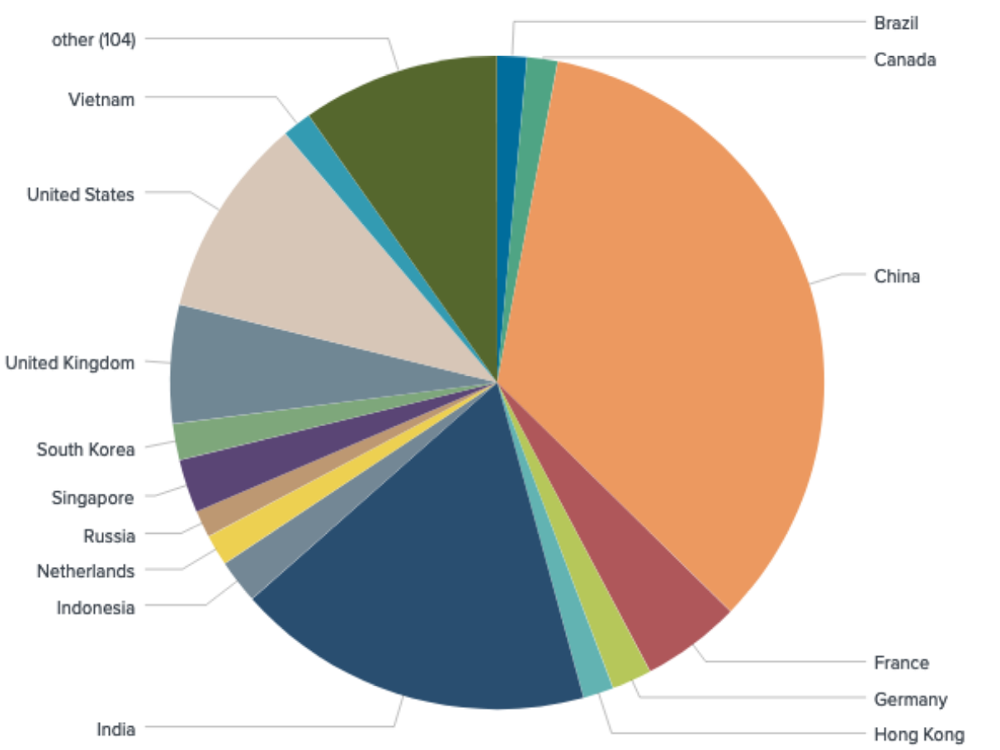 Brazil
Canada
China
France
Germany
Hong Kong
India
Indonesia
Netherlands
Russia
Singapore
South Korea
United Kingdom
United States
Vietnam
other (104)